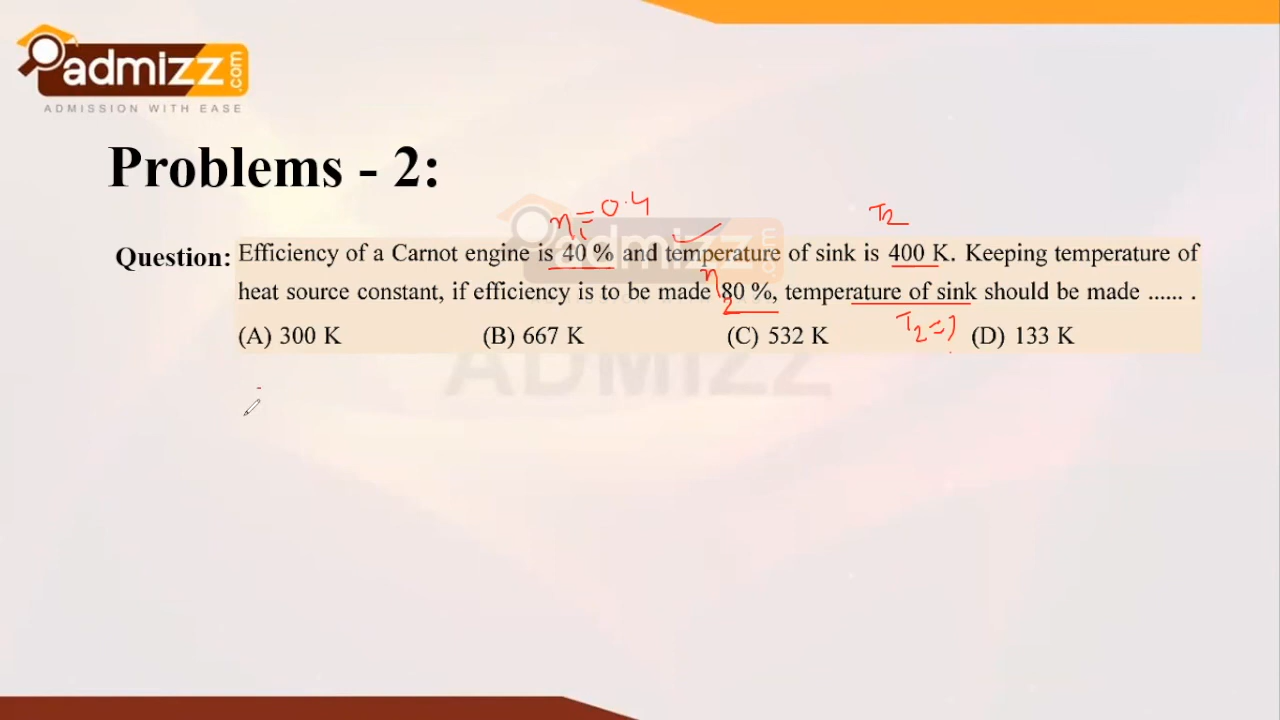 admizz.com
ADMISSION WITH EASE
Problems - 2:
η₁ = 0.4
T2
Question: Efficiency of a Carnot engine is 40 % and temperature of sink is 400 K. Keeping temperature of
heat source constant, if efficiency is to be made 80 %, temperature of sink should be made ...... .
η2
(A) 300 K (B) 667 K (C) 532 K (D) 133 K
T2 = ?
admizz.com
ADMIZZ